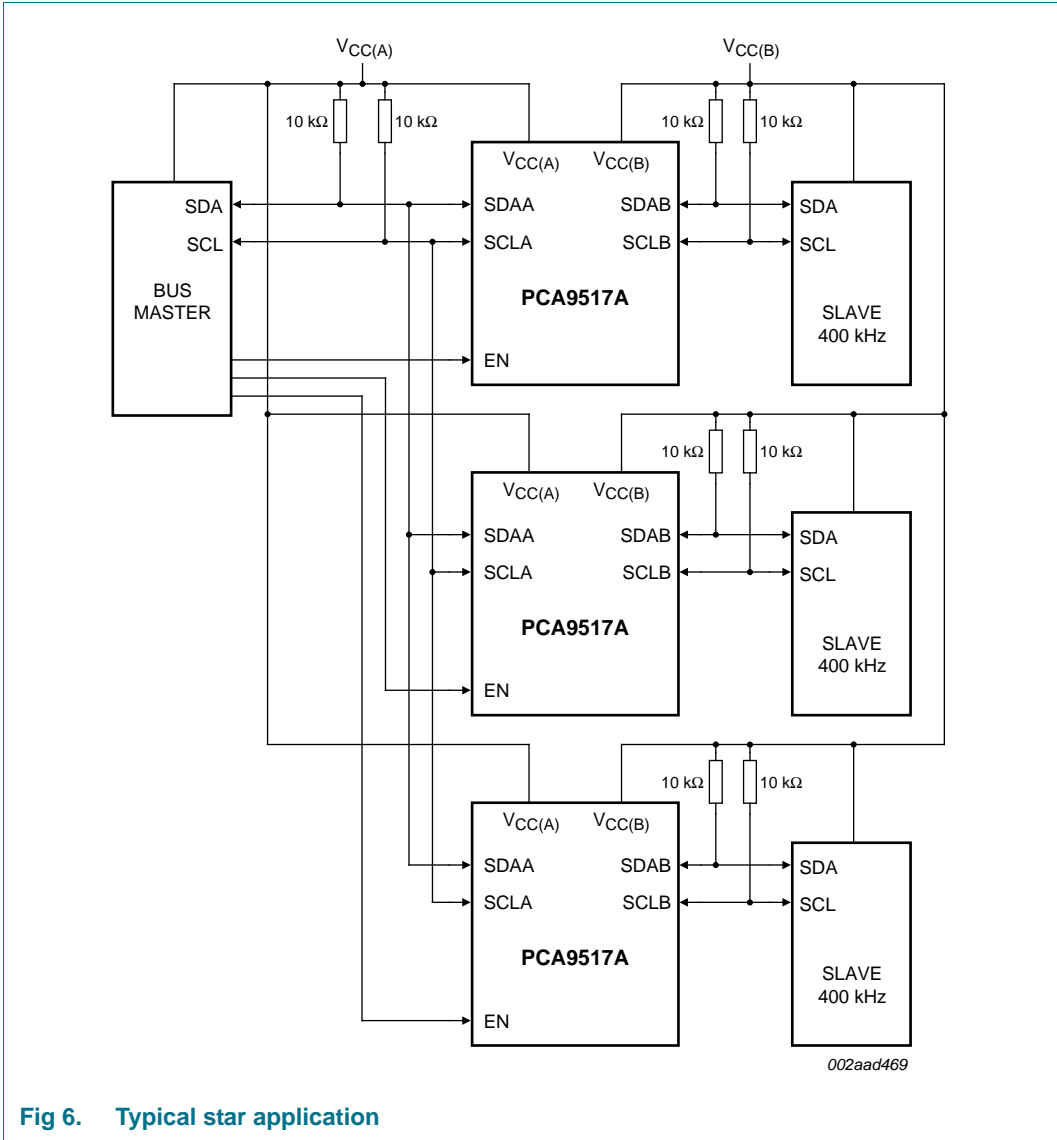 VCC(A)
VCC(B)
10 kΩ
10 kΩ
10 kΩ
10 kΩ
VCC(A)
VCC(B)
SDA
SCL
BUS
MASTER
SDAA
SCLA
SDAB
SCLB
PCA9517A
EN
SDA
SCL
SLAVE
400 kHz
10 kΩ
10 kΩ
VCC(A)
VCC(B)
SDAA
SCLA
SDAB
SCLB
PCA9517A
EN
SDA
SCL
SLAVE
400 kHz
10 kΩ
10 kΩ
VCC(A)
VCC(B)
SDAA
SCLA
SDAB
SCLB
PCA9517A
EN
SDA
SCL
SLAVE
400 kHz
002aad469
Fig 6. Typical star application